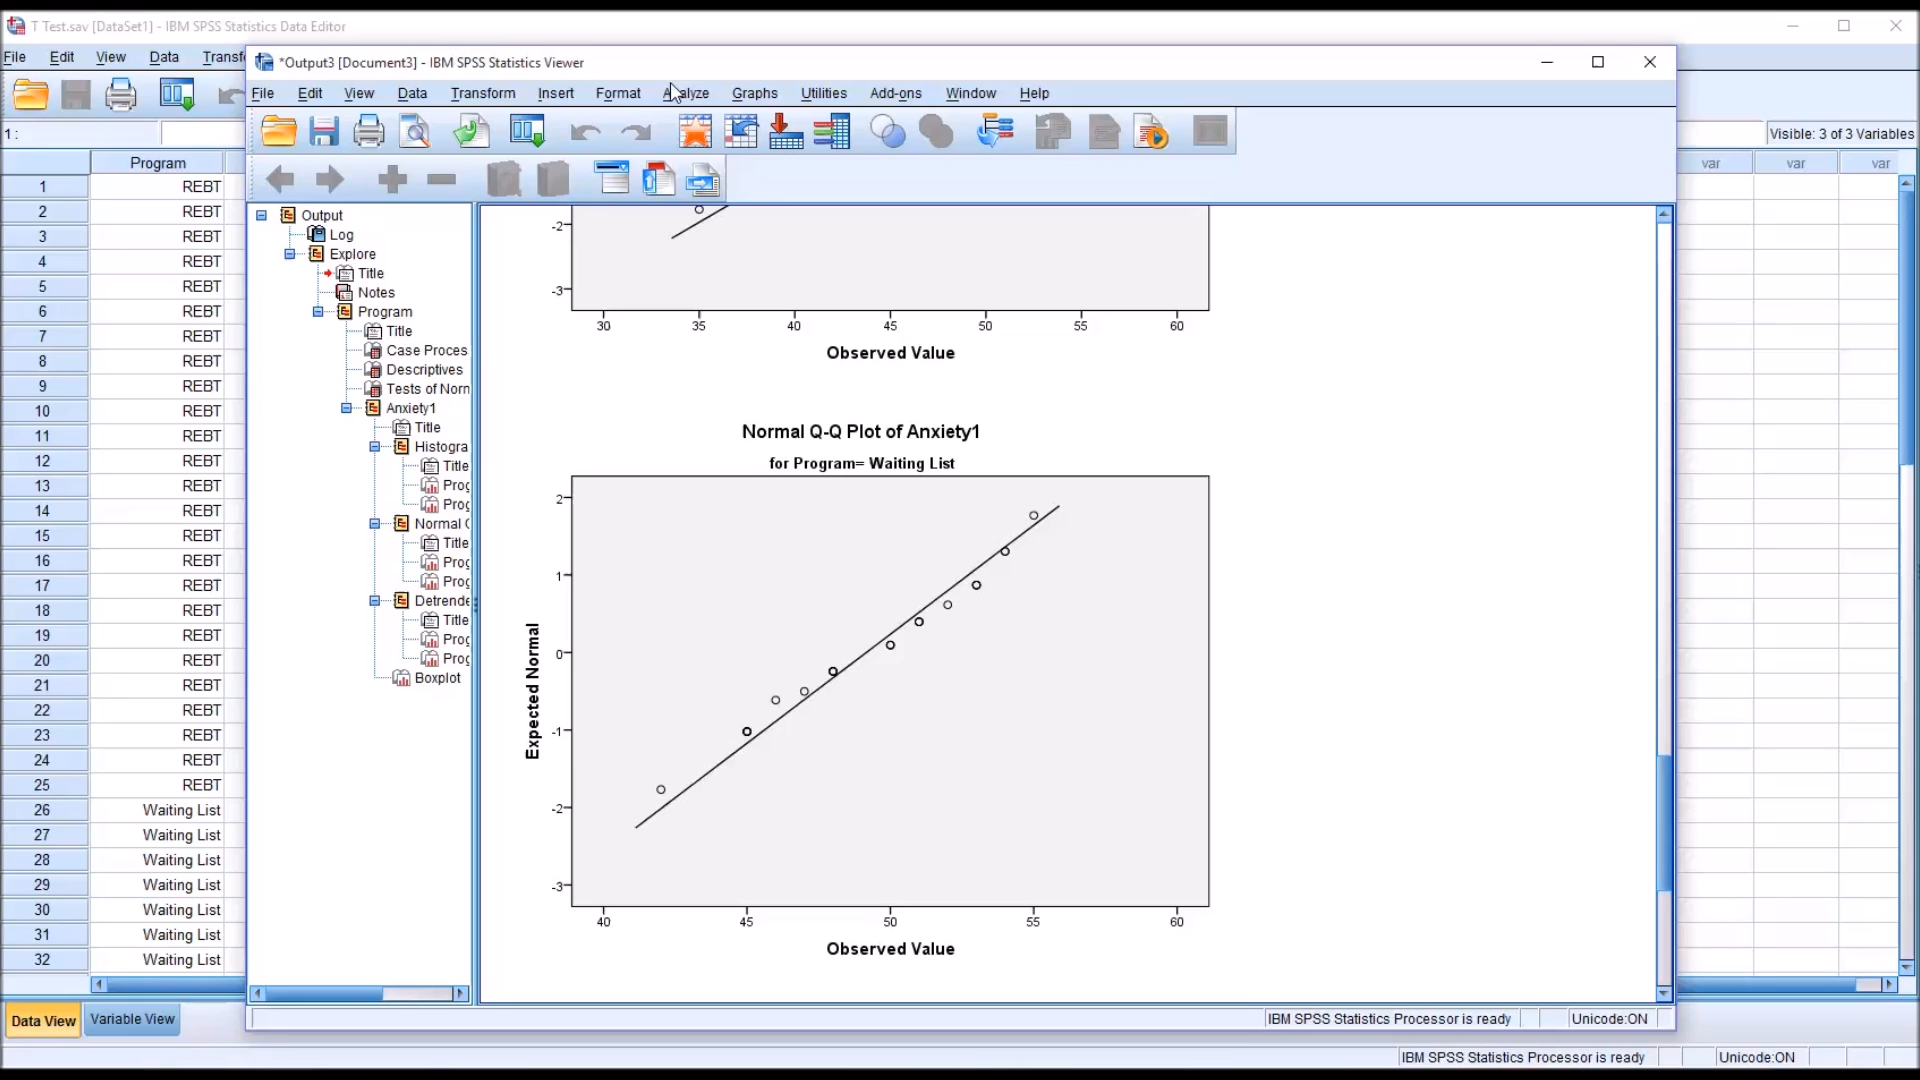 T Test.sav [DataSet1] - IBM SPSS Statistics Data Editor
File Edit View Data Transf
1 :
Visible: 3 of 3 Variables
Program
var var var
1 REBT
2 REBT
3 REBT
4 REBT
5 REBT
6 REBT
7 REBT
8 REBT
9 REBT
10 REBT
11 REBT
12 REBT
13 REBT
14 REBT
15 REBT
16 REBT
17 REBT
18 REBT
19 REBT
20 REBT
21 REBT
22 REBT
23 REBT
24 REBT
25 REBT
26 Waiting List
27 Waiting List
28 Waiting List
29 Waiting List
30 Waiting List
31 Waiting List
32 Waiting List
Data View Variable View
*Output3 [Document3] - IBM SPSS Statistics Viewer
File Edit View Data Transform Insert Format Analyze Graphs Utilities Add-ons Window Help
Output
Log
Explore
Title
Notes
Program
Title
Case Proces
Descriptives
Tests of Norm
Anxiety1
Title
Histogra
Title
Prog
Prog
Normal Q
Title
Prog
Prog
Detrende
Title
Prog
Prog
Boxplot
-2
-3
30 35 40 45 50 55 60
Observed Value
Normal Q-Q Plot of Anxiety1
for Program= Waiting List
Expected Normal
2
1
0
-1
-2
-3
40 45 50 55 60
Observed Value
IBM SPSS Statistics Processor is ready Unicode:ON
IBM SPSS Statistics Processor is ready Unicode:ON